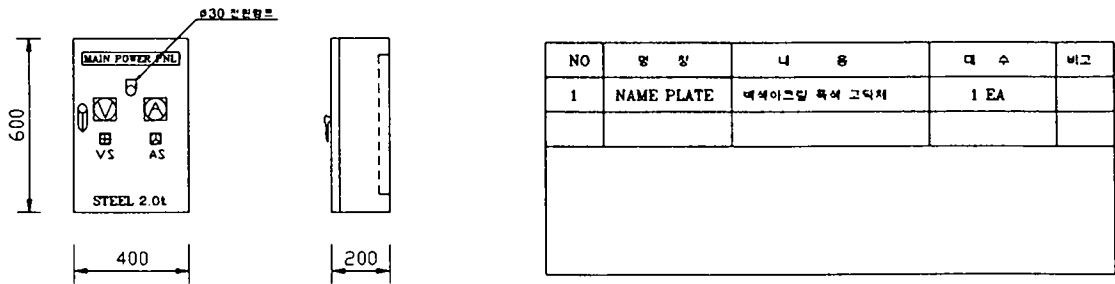 ø30 전원램프
MAIN POWER PNL
V A
VS AS
STEEL 2.0t
600
400
200
NO 명 칭 내 용 대 수 비고
1 NAME PLATE 백색아크릴 흑색 고딕체 1 EA